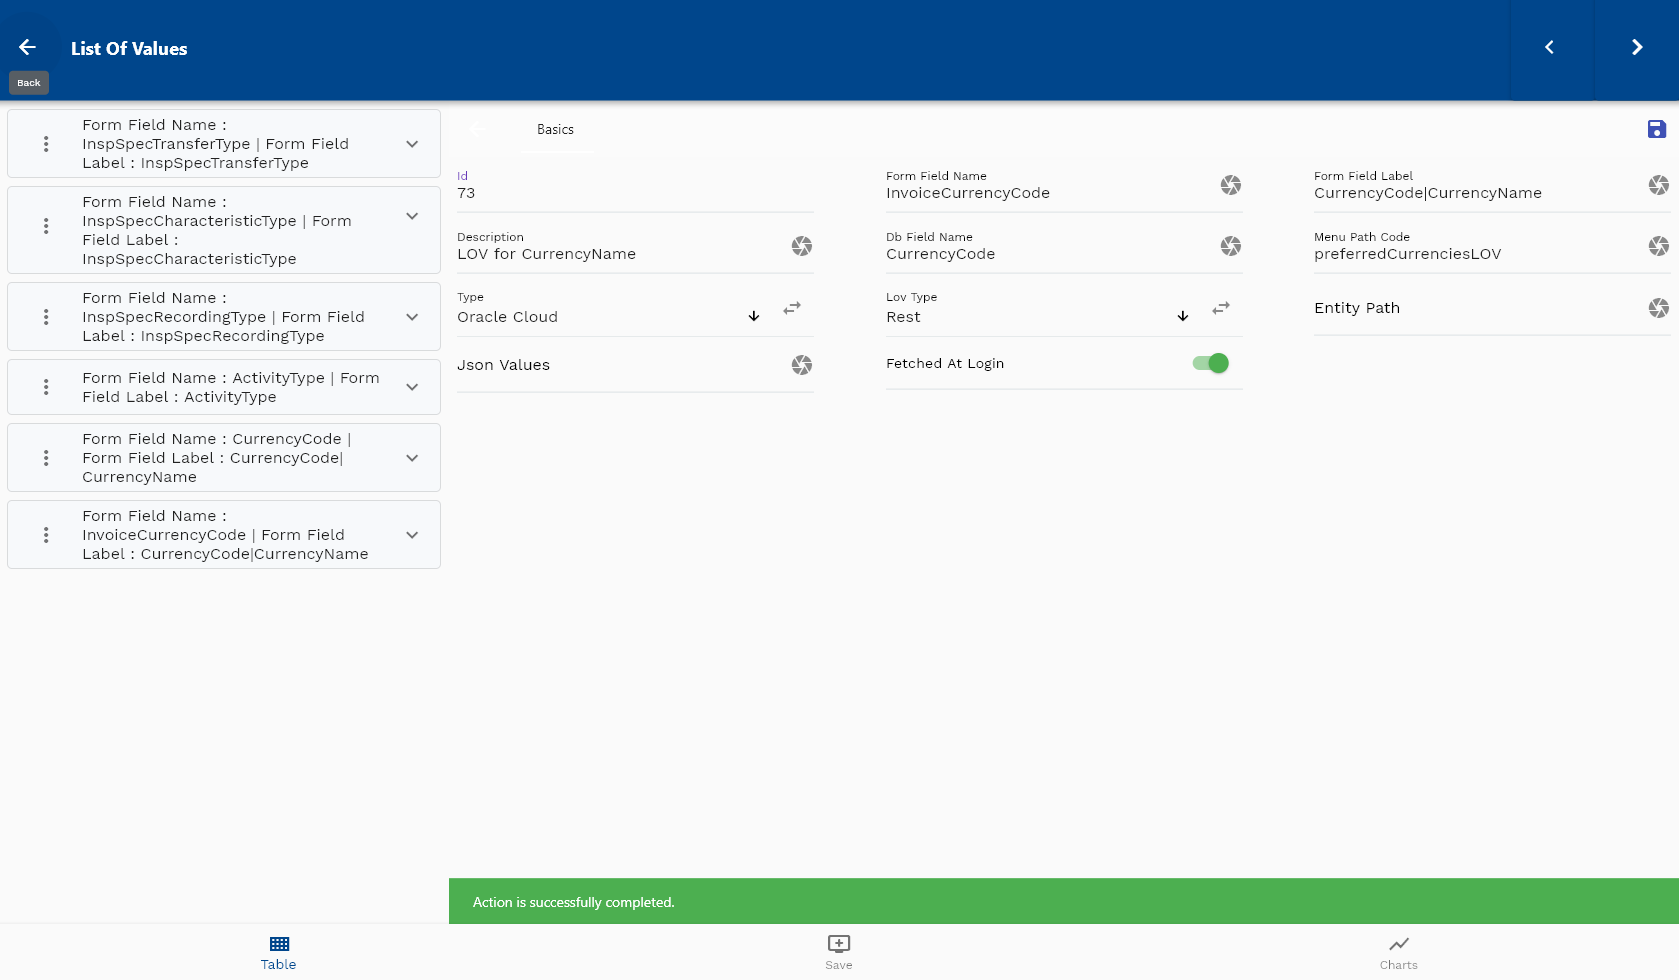 List Of Values
Back
Form Field Name :
InspSpecTransferType | Form Field
Label : InspSpecTransferType
Form Field Name :
InspSpecCharacteristicType | Form
Field Label :
InspSpecCharacteristicType
Form Field Name :
InspSpecRecordingType | Form Field
Label : InspSpecRecordingType
Form Field Name : ActivityType | Form
Field Label : ActivityType
Form Field Name : CurrencyCode |
Form Field Label : CurrencyCode|
CurrencyName
Form Field Name :
InvoiceCurrencyCode | Form Field
Label : CurrencyCode|CurrencyName
Basics
Id
73
Form Field Name
InvoiceCurrencyCode
Form Field Label
CurrencyCode|CurrencyName
Description
LOV for CurrencyName
Db Field Name
CurrencyCode
Menu Path Code
preferredCurrenciesLOV
Type
Oracle Cloud
Lov Type
Rest
Entity Path
Json Values
Fetched At Login
Action is successfully completed.
Table
Save
Charts